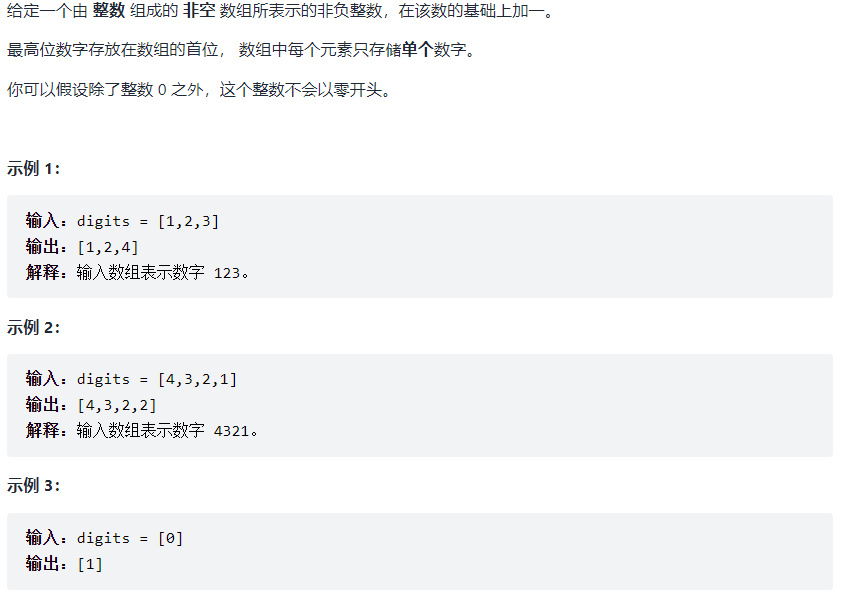 给定一个由 整数 组成的 非空 数组所表示的非负整数，在该数的基础上加一。
最高位数字存放在数组的首位， 数组中每个元素只存储单个数字。
你可以假设除了整数 0 之外，这个整数不会以零开头。
示例 1：
输入：digits = [1,2,3]
输出：[1,2,4]
解释：输入数组表示数字 123。
示例 2：
输入：digits = [4,3,2,1]
输出：[4,3,2,2]
解释：输入数组表示数字 4321。
示例 3：
输入：digits = [0]
输出：[1]